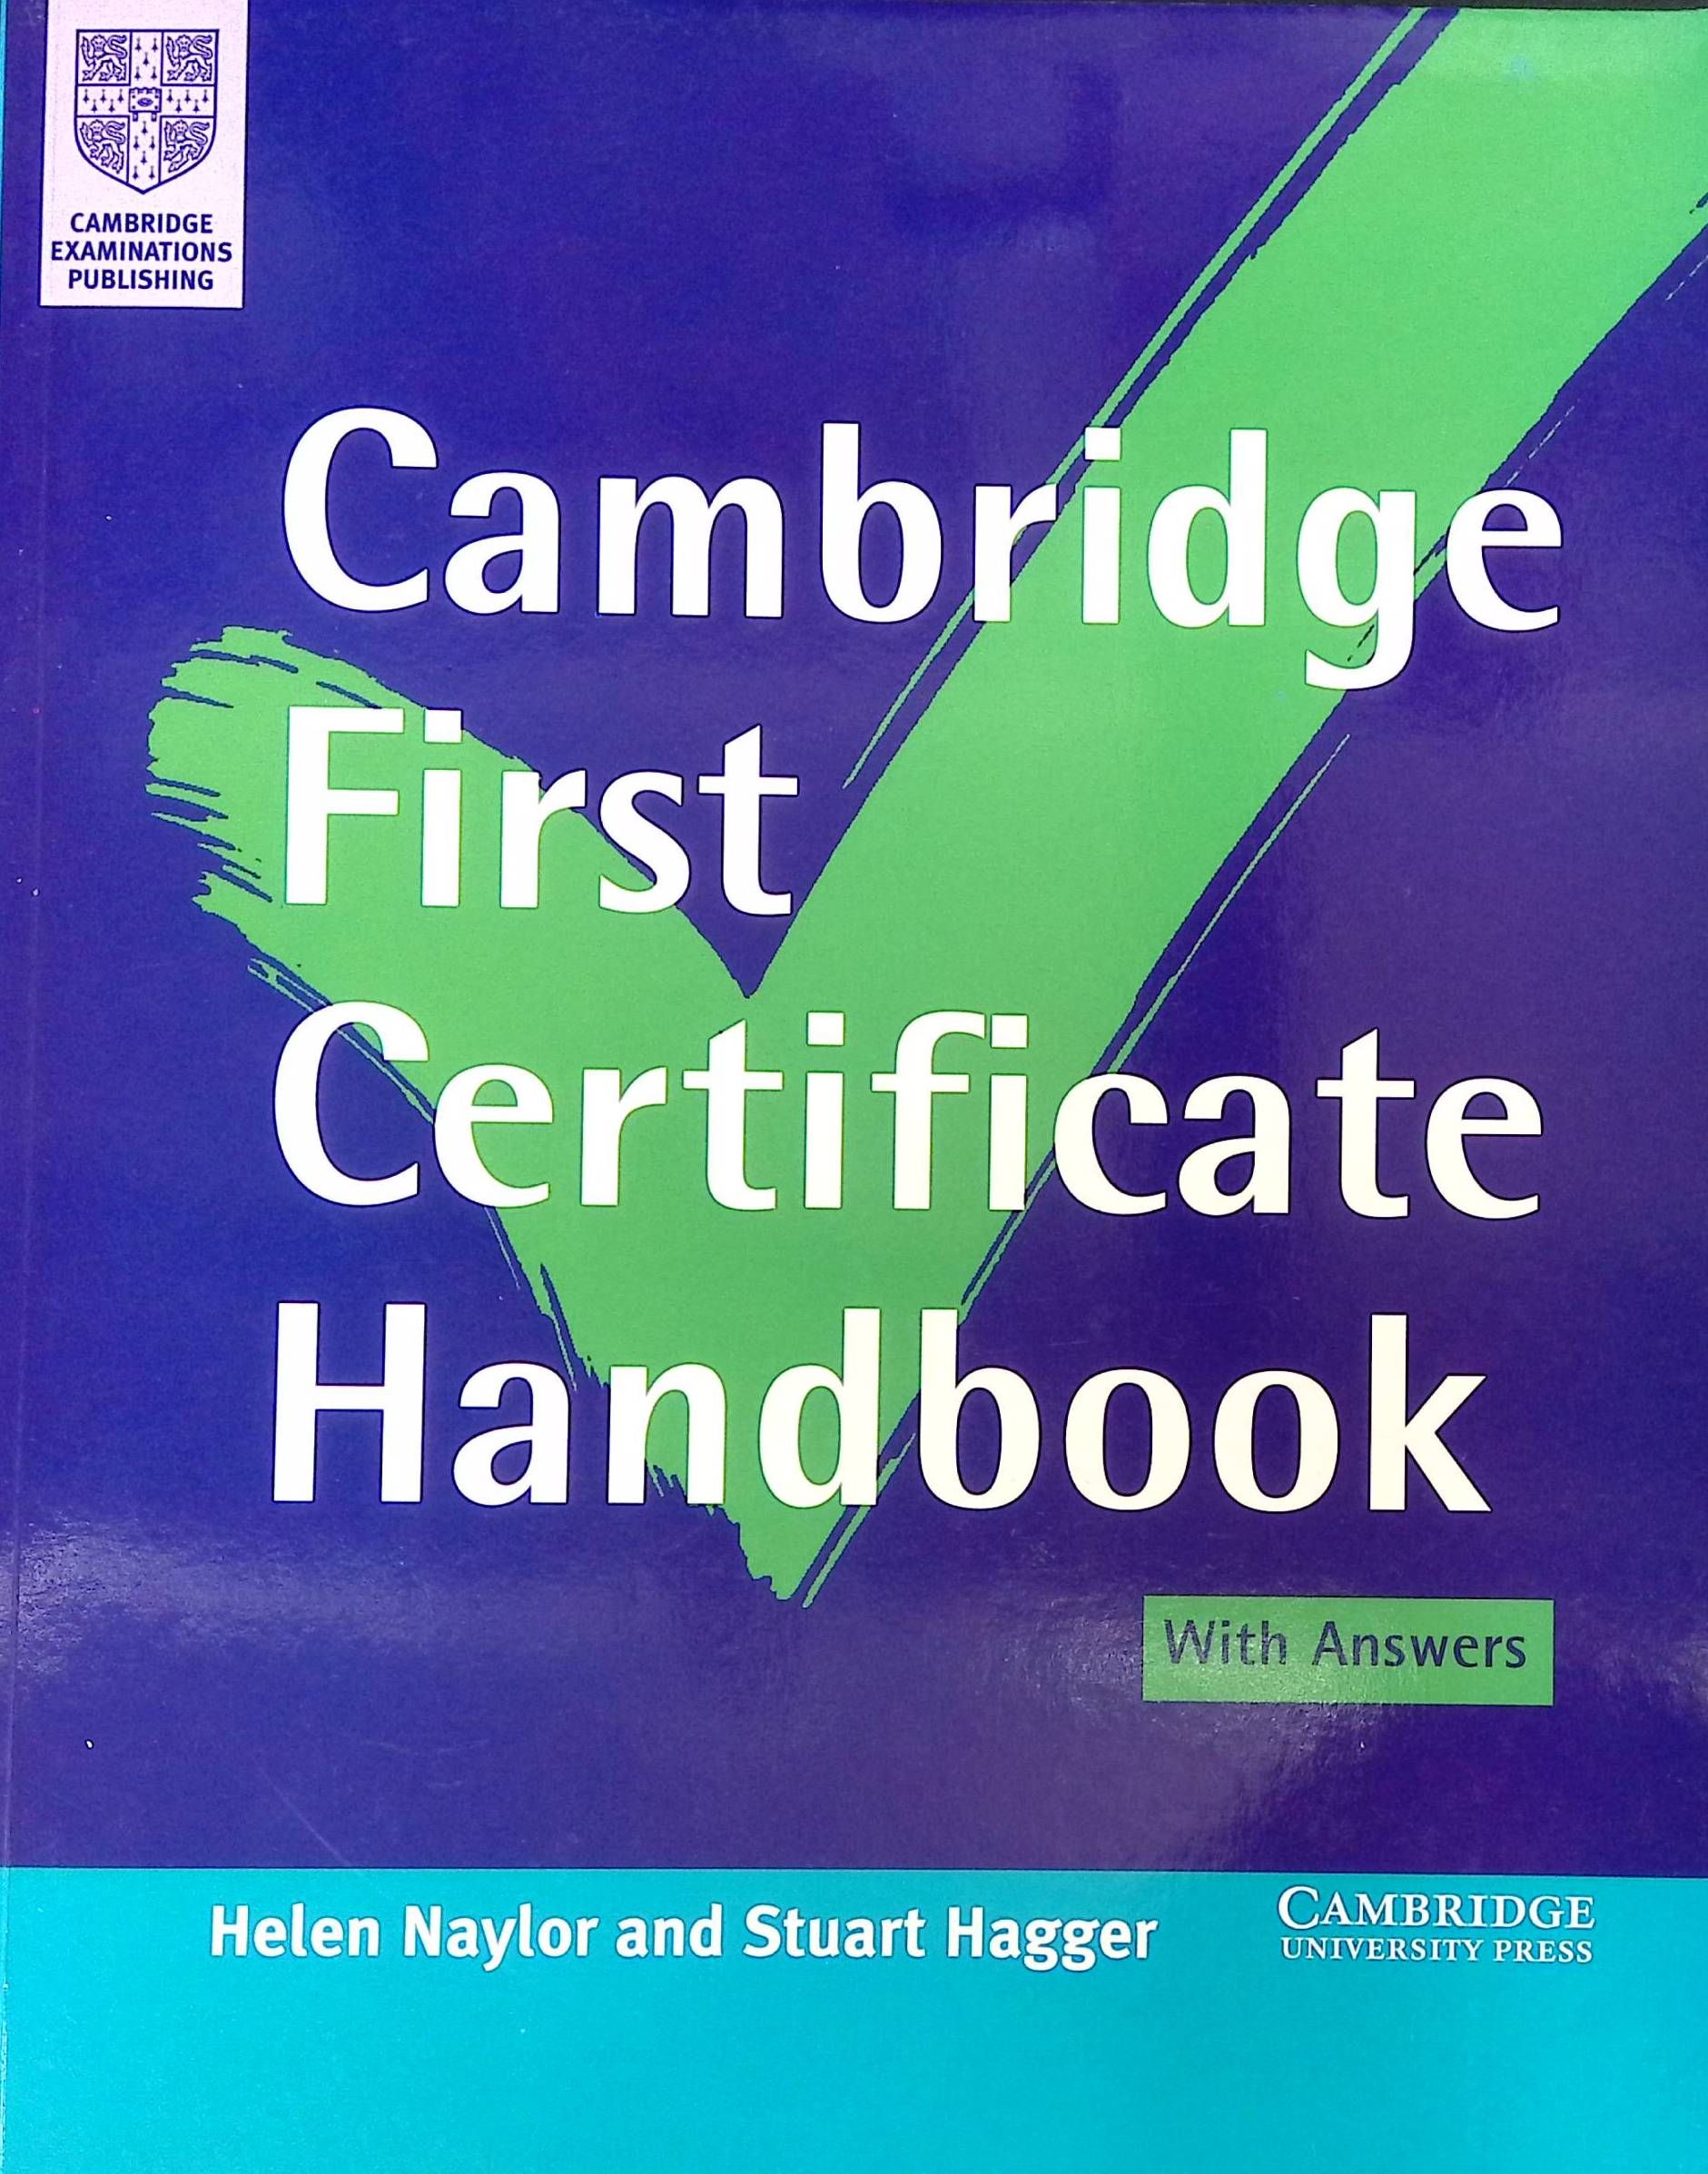 CAMBRIDGE
EXAMINATIONS
PUBLISHING
Cambridge
First
Certificate
Handbook
With Answers
Helen Naylor and Stuart Hagger
CAMBRIDGE
UNIVERSITY PRESS